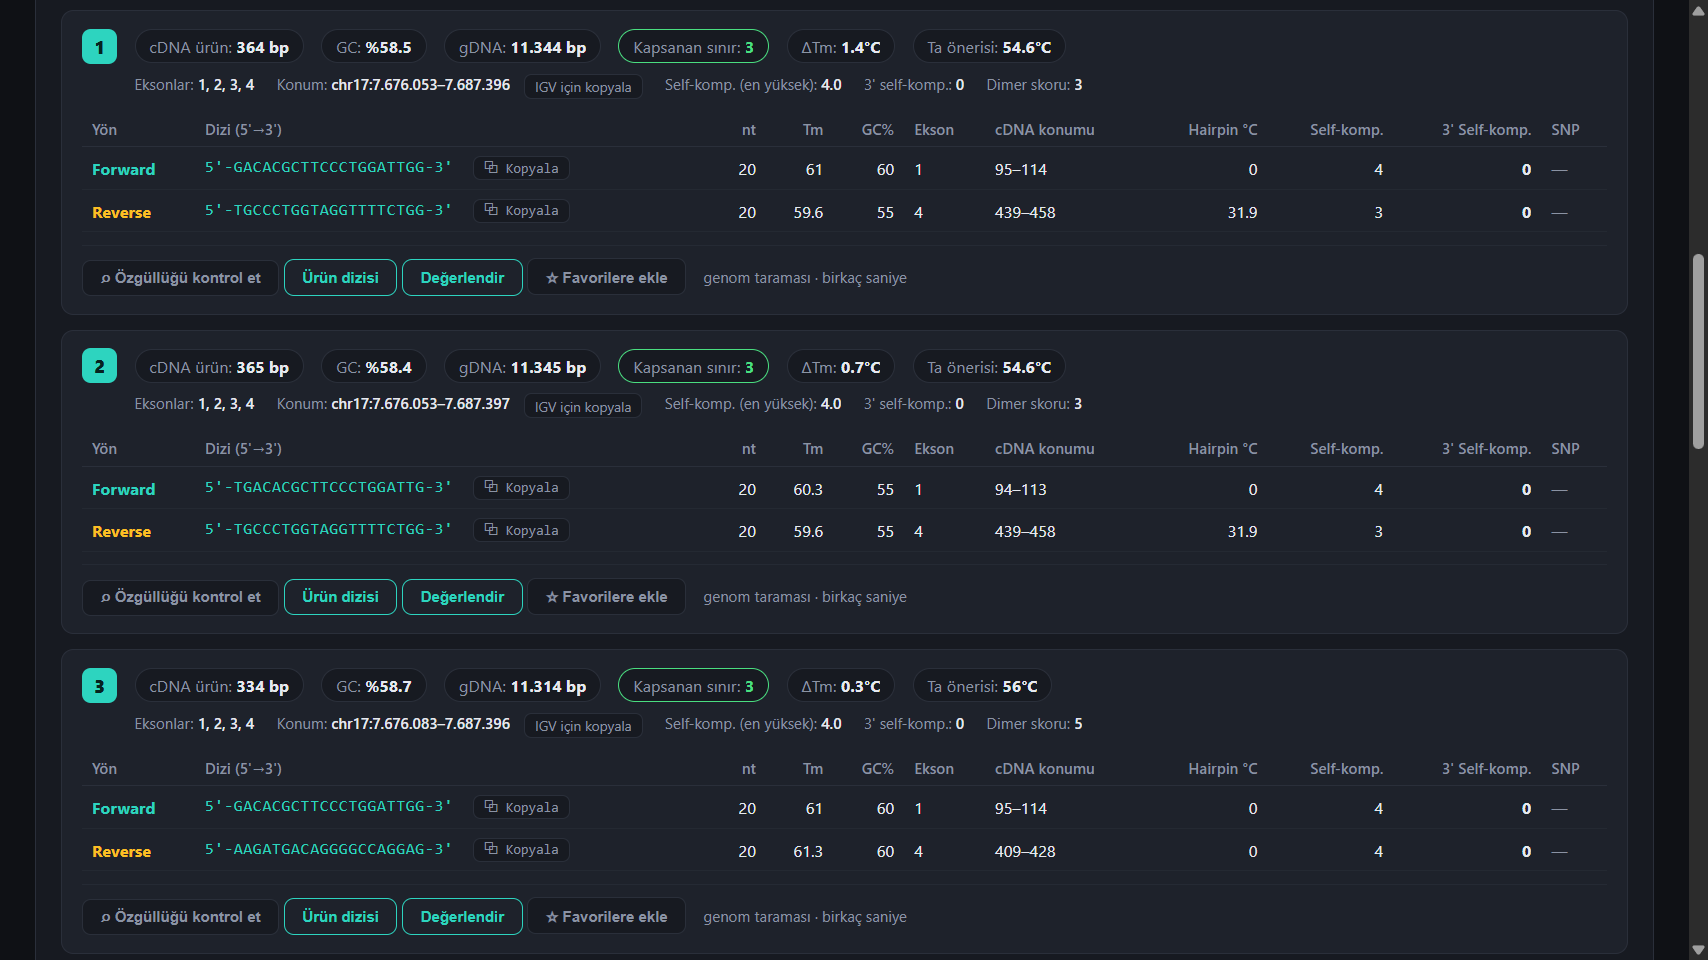 1 cDNA ürün: 364 bp GC: %58.5 gDNA: 11.344 bp Kapsanan sınır: 3 ΔTm: 1.4°C Ta önerisi: 54.6°C
Eksonlar: 1, 2, 3, 4 Konum: chr17:7.676.053–7.687.396 IGV için kopyala Self-komp. (en yüksek): 4.0 3' self-komp.: 0 Dimer skoru: 3
Yön Dizi (5'→3') nt Tm GC% Ekson cDNA konumu Hairpin °C Self-komp. 3' Self-komp. SNP
Forward 5'-GACACGCTTCCCTGGATTGG-3' Kopyala 20 61 60 1 95–114 0 4 0 —
Reverse 5'-TGCCCTGGTAGGTTTTCTGG-3' Kopyala 20 59.6 55 4 439–458 31.9 3 0 —
⌕ Özgüllüğü kontrol et Ürün dizisi Değerlendir ☆ Favorilere ekle genom taraması · birkaç saniye
2 cDNA ürün: 365 bp GC: %58.4 gDNA: 11.345 bp Kapsanan sınır: 3 ΔTm: 0.7°C Ta önerisi: 54.6°C
Eksonlar: 1, 2, 3, 4 Konum: chr17:7.676.053–7.687.397 IGV için kopyala Self-komp. (en yüksek): 4.0 3' self-komp.: 0 Dimer skoru: 3
Yön Dizi (5'→3') nt Tm GC% Ekson cDNA konumu Hairpin °C Self-komp. 3' Self-komp. SNP
Forward 5'-TGACACGCTTCCCTGGATTG-3' Kopyala 20 60.3 55 1 94–113 0 4 0 —
Reverse 5'-TGCCCTGGTAGGTTTTCTGG-3' Kopyala 20 59.6 55 4 439–458 31.9 3 0 —
⌕ Özgüllüğü kontrol et Ürün dizisi Değerlendir ☆ Favorilere ekle genom taraması · birkaç saniye
3 cDNA ürün: 334 bp GC: %58.7 gDNA: 11.314 bp Kapsanan sınır: 3 ΔTm: 0.3°C Ta önerisi: 56°C
Eksonlar: 1, 2, 3, 4 Konum: chr17:7.676.083–7.687.396 IGV için kopyala Self-komp. (en yüksek): 4.0 3' self-komp.: 0 Dimer skoru: 5
Yön Dizi (5'→3') nt Tm GC% Ekson cDNA konumu Hairpin °C Self-komp. 3' Self-komp. SNP
Forward 5'-GACACGCTTCCCTGGATTGG-3' Kopyala 20 61 60 1 95–114 0 4 0 —
Reverse 5'-AAGATGACAGGGGCCAGGAG-3' Kopyala 20 61.3 60 4 409–428 0 4 0 —
⌕ Özgüllüğü kontrol et Ürün dizisi Değerlendir ☆ Favorilere ekle genom taraması · birkaç saniye